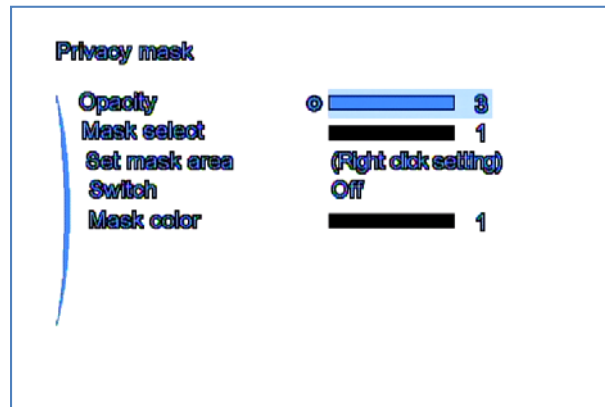 Privacy mask
Opacity 3
Mask select 1
Set mask area (Right click setting)
Switch Off
Mask color 1